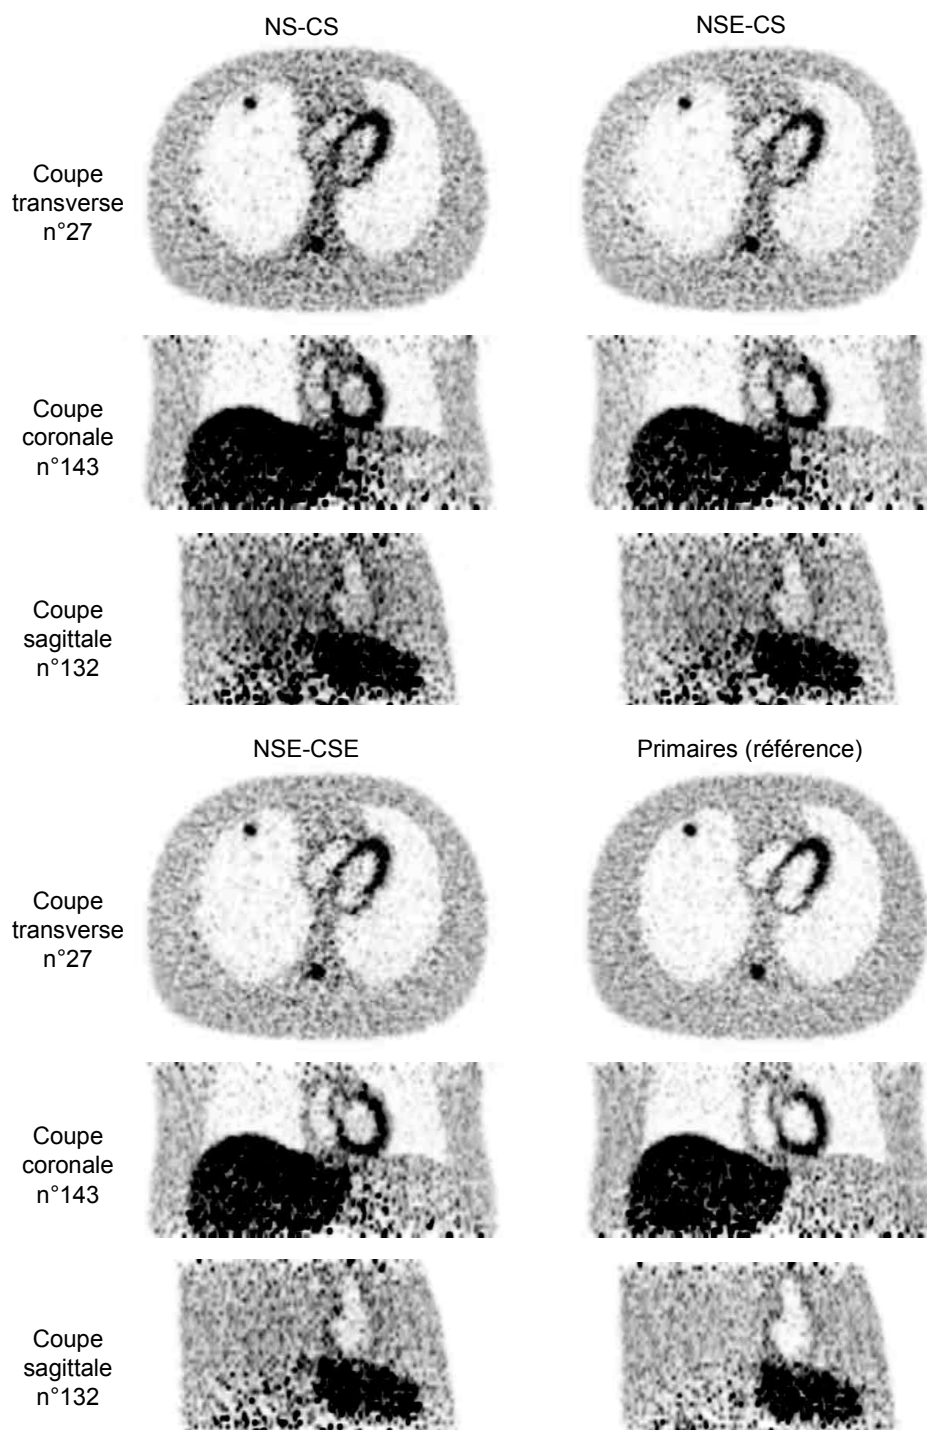 NS-CS
NSE-CS
Coupe
transverse
n°27
Coupe
coronale
n°143
Coupe
sagittale
n°132
NSE-CSE
Primaires (référence)
Coupe
transverse
n°27
Coupe
coronale
n°143
Coupe
sagittale
n°132